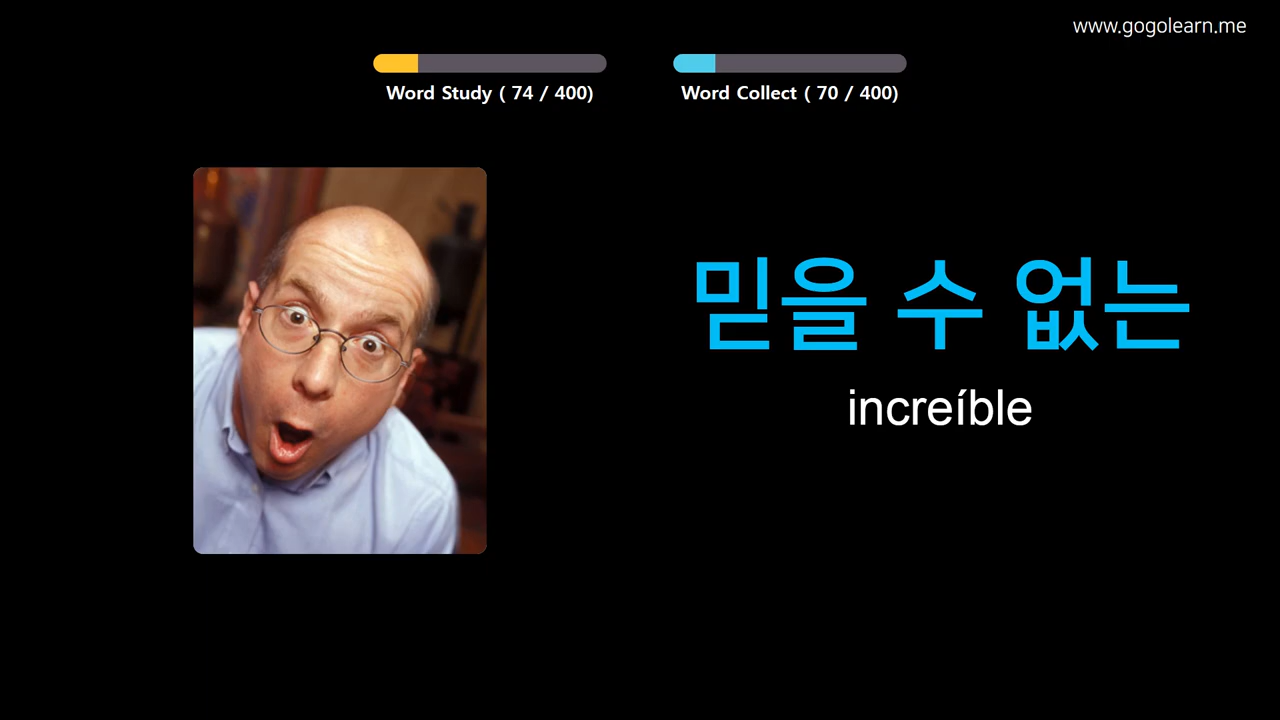 www.gogolearn.me
Word Study ( 74 / 400)
Word Collect ( 70 / 400)
믿을 수 없는
increíble